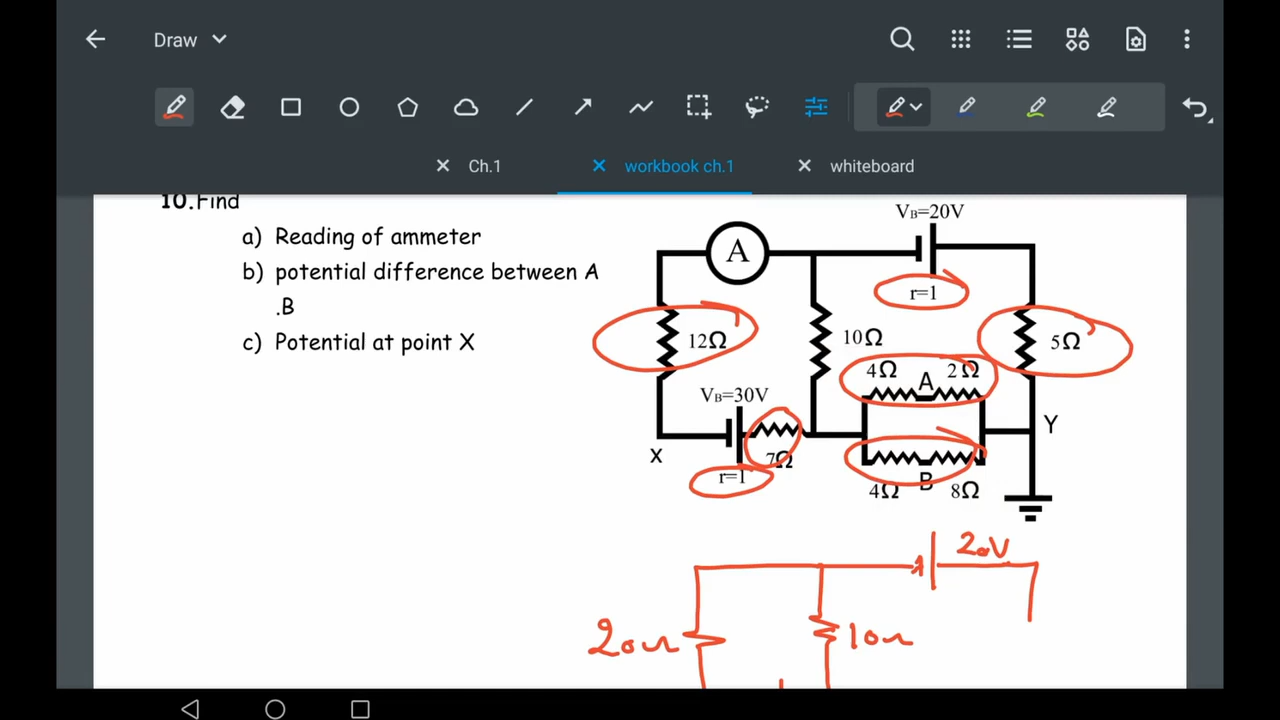 Draw
Ch.1
workbook ch.1
whiteboard
10.Find
a) Reading of ammeter
b) potential difference between A
.B
c) Potential at point X
VB=20V
A
r=1
12Ω
10Ω
5Ω
4Ω
2Ω
A
VB=30V
Y
X
7Ω
r=1
4Ω
B
8Ω
20V
20Ω
10Ω